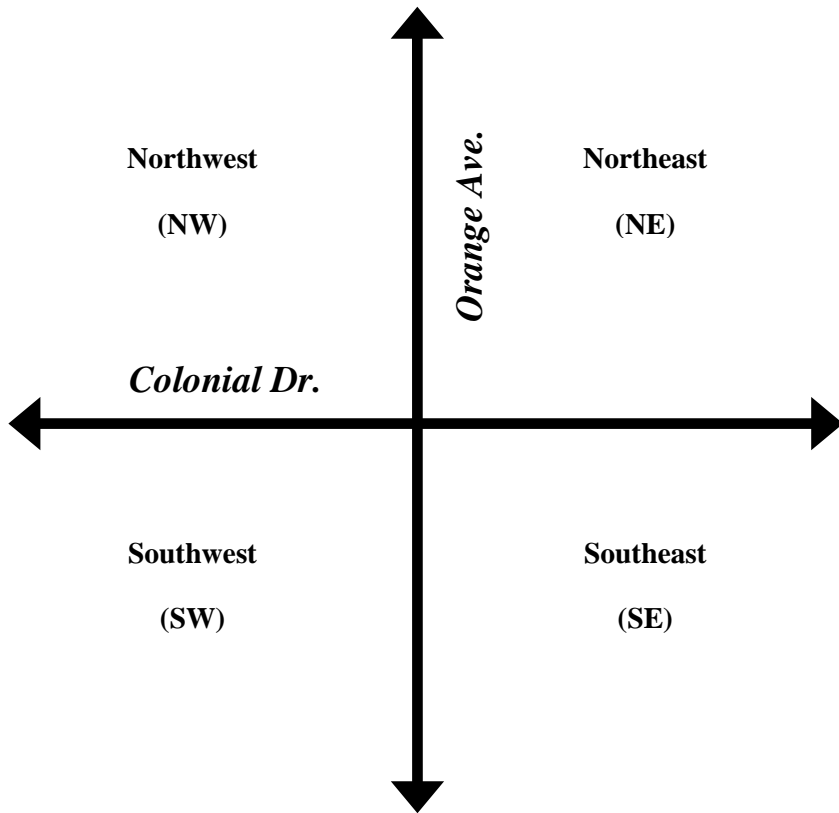 Northwest
(NW)
Orange Ave.
Northeast
(NE)
Colonial Dr.
Southwest
(SW)
Southeast
(SE)